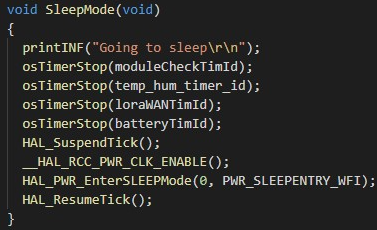 void SleepMode(void)
{
printINF("Going to sleep\r\n");
osTimerStop(moduleCheckTimId);
osTimerStop(temp_hum_timer_id);
osTimerStop(loraWANTimId);
osTimerStop(batteryTimId);
HAL_SuspendTick();
__HAL_RCC_PWR_CLK_ENABLE();
HAL_PWR_EnterSLEEPMode(0, PWR_SLEEPENTRY_WFI);
HAL_ResumeTick();
}